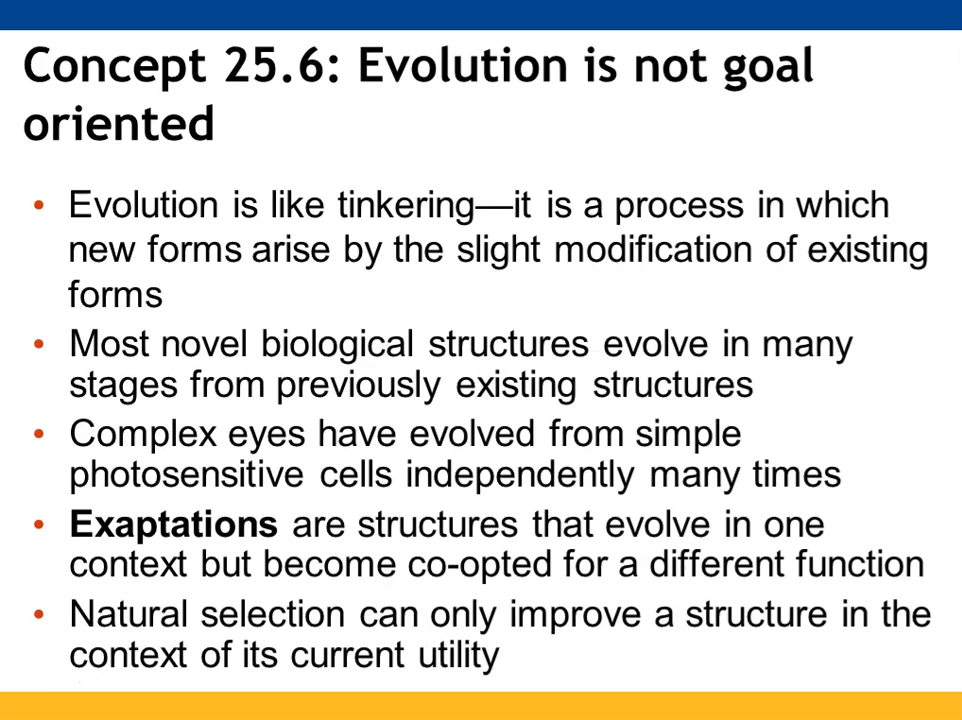 Concept 25.6: Evolution is not goal
oriented
• Evolution is like tinkering—it is a process in which
new forms arise by the slight modification of existing
forms
• Most novel biological structures evolve in many
stages from previously existing structures
• Complex eyes have evolved from simple
photosensitive cells independently many times
• Exaptations are structures that evolve in one
context but become co-opted for a different function
• Natural selection can only improve a structure in the
context of its current utility